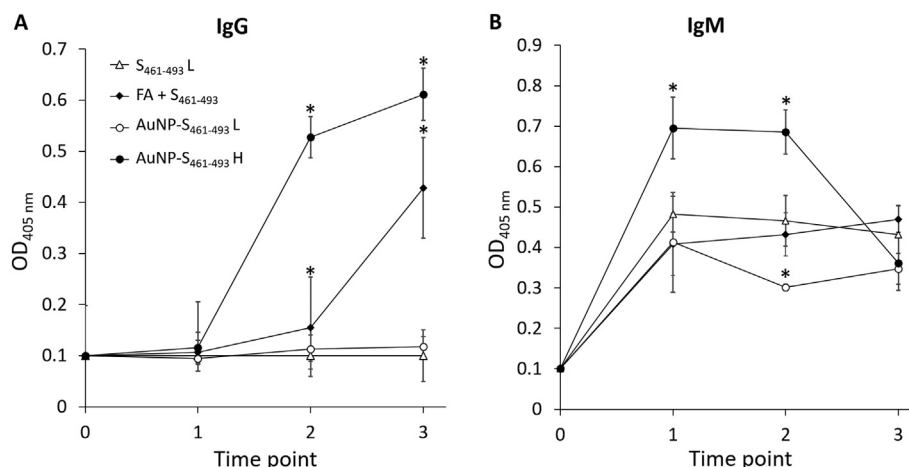 A
IgG
0.7
0.6
0.5
0.4
0.3
0.2
0.1
0
OD405 nm
S461-493 L
FA + S461-493
AuNP-S461-493 L
AuNP-S461-493 H
*
*
*
*
0 1 2 3
Time point
B
IgM
0.9
0.8
0.7
0.6
0.5
0.4
0.3
0.2
0.1
0
OD405 nm
* *
*
0 1 2 3
Time point